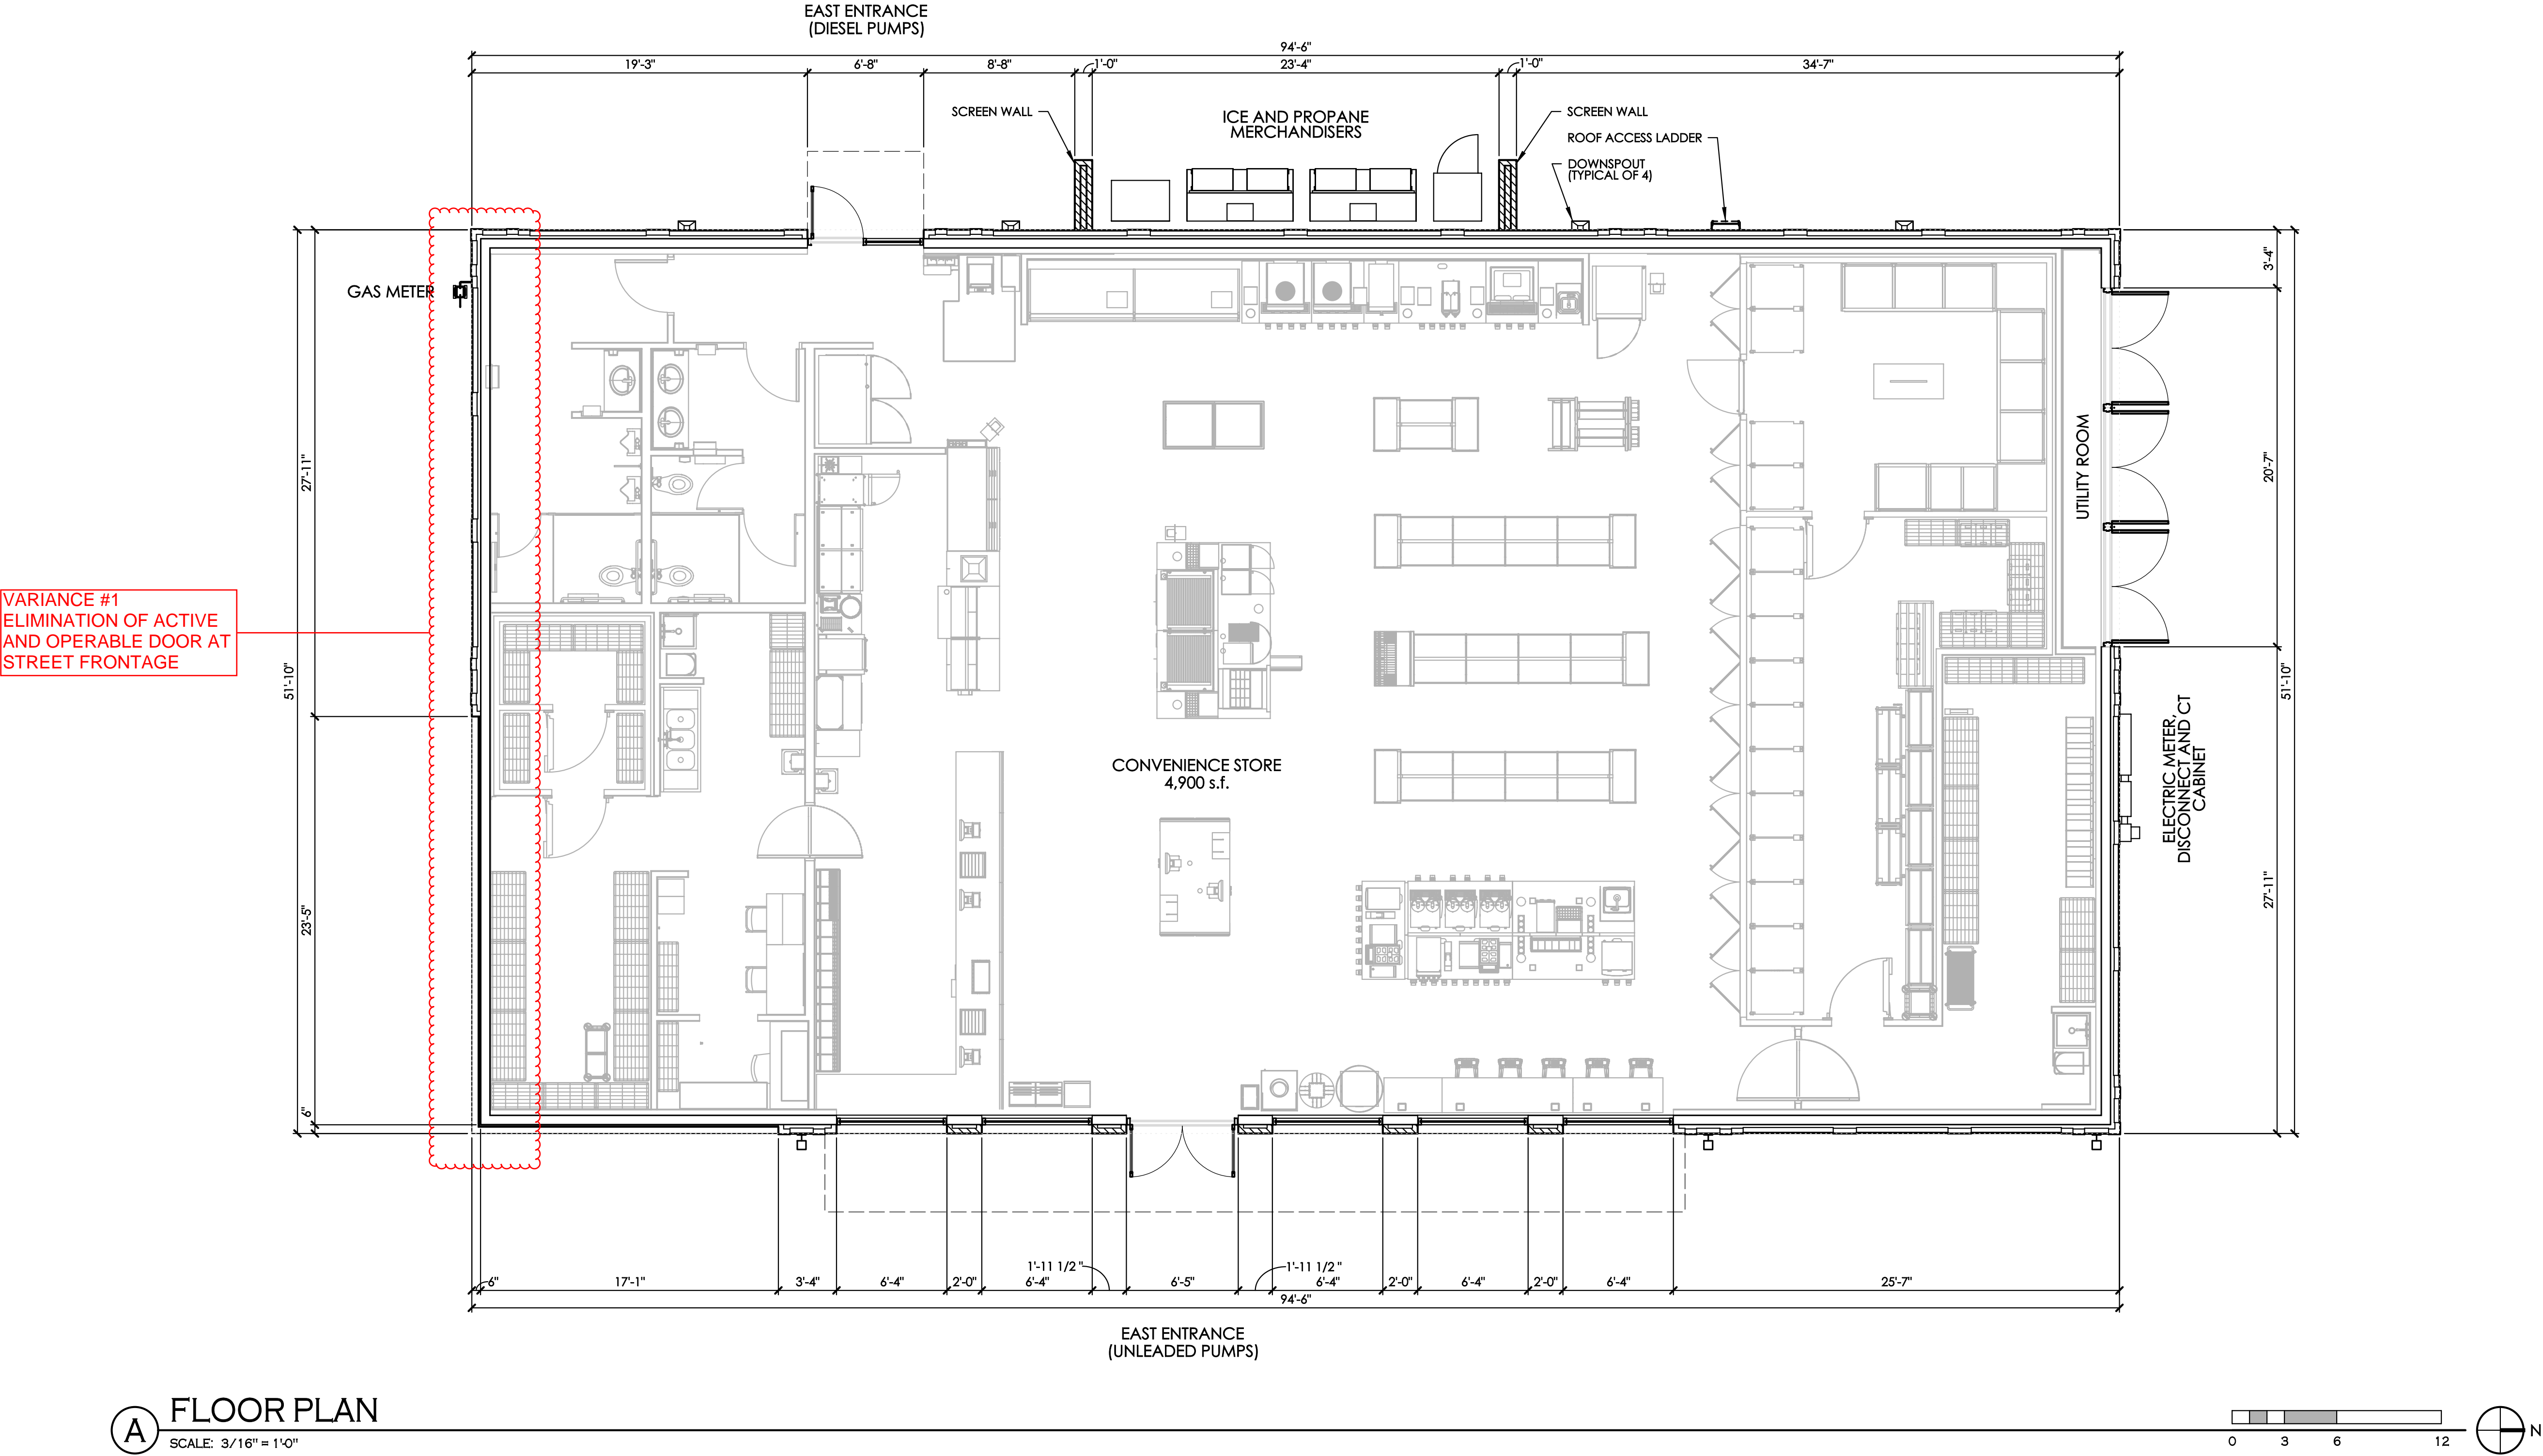 EAST ENTRANCE
(DIESEL PUMPS)
94'-6"
19'-3"
6'-8"
8'-8"
1'-0"
23'-4"
1'-0"
34'-7"
SCREEN WALL
ICE AND PROPANE
MERCHANDISERS
SCREEN WALL
ROOF ACCESS LADDER
DOWNSPOUT
(TYPICAL OF 4)
GAS METER
3'-4"
27'-11"
20'-7"
UTILITY ROOM
VARIANCE #1
ELIMINATION OF ACTIVE
AND OPERABLE DOOR AT
STREET FRONTAGE
51'-10"
51'-10"
CONVENIENCE STORE
4,900 s.f.
ELECTRIC METER,
DISCONNECT AND CT
CABINET
23'-5"
27'-11"
6"
6"
17'-1"
3'-4"
6'-4"
2'-0"
1'-11 1/2"
6'-4"
6'-5"
1'-11 1/2"
6'-4"
2'-0"
6'-4"
2'-0"
6'-4"
25'-7"
94'-6"
EAST ENTRANCE
(UNLEADED PUMPS)
A
FLOOR PLAN
SCALE: 3/16" = 1'-0"
0 3 6 12
N